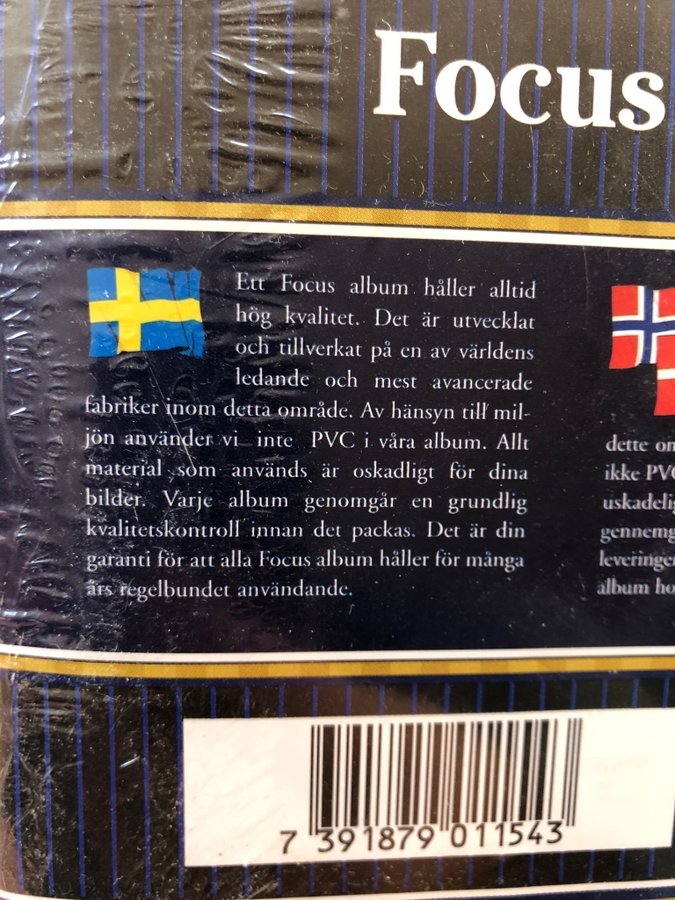 Focus
Ett Focus album håller alltid
hög kvalitet. Det är utvecklat
och tillverkat på en av världens
ledande och mest avancerade
fabriker inom detta område. Av hänsyn till mil-
jön använder vi inte PVC i våra album. Allt
material som används är oskadligt för dina
bilder. Varje album genomgår en grundlig
kvalitetskontroll innan det packas. Det är din
garanti för att alla Focus album håller för många
års regelbundet användande.
dette om
ikke PVC
uskadelig
gennemg
leveringen
album ho
7 391879 011543